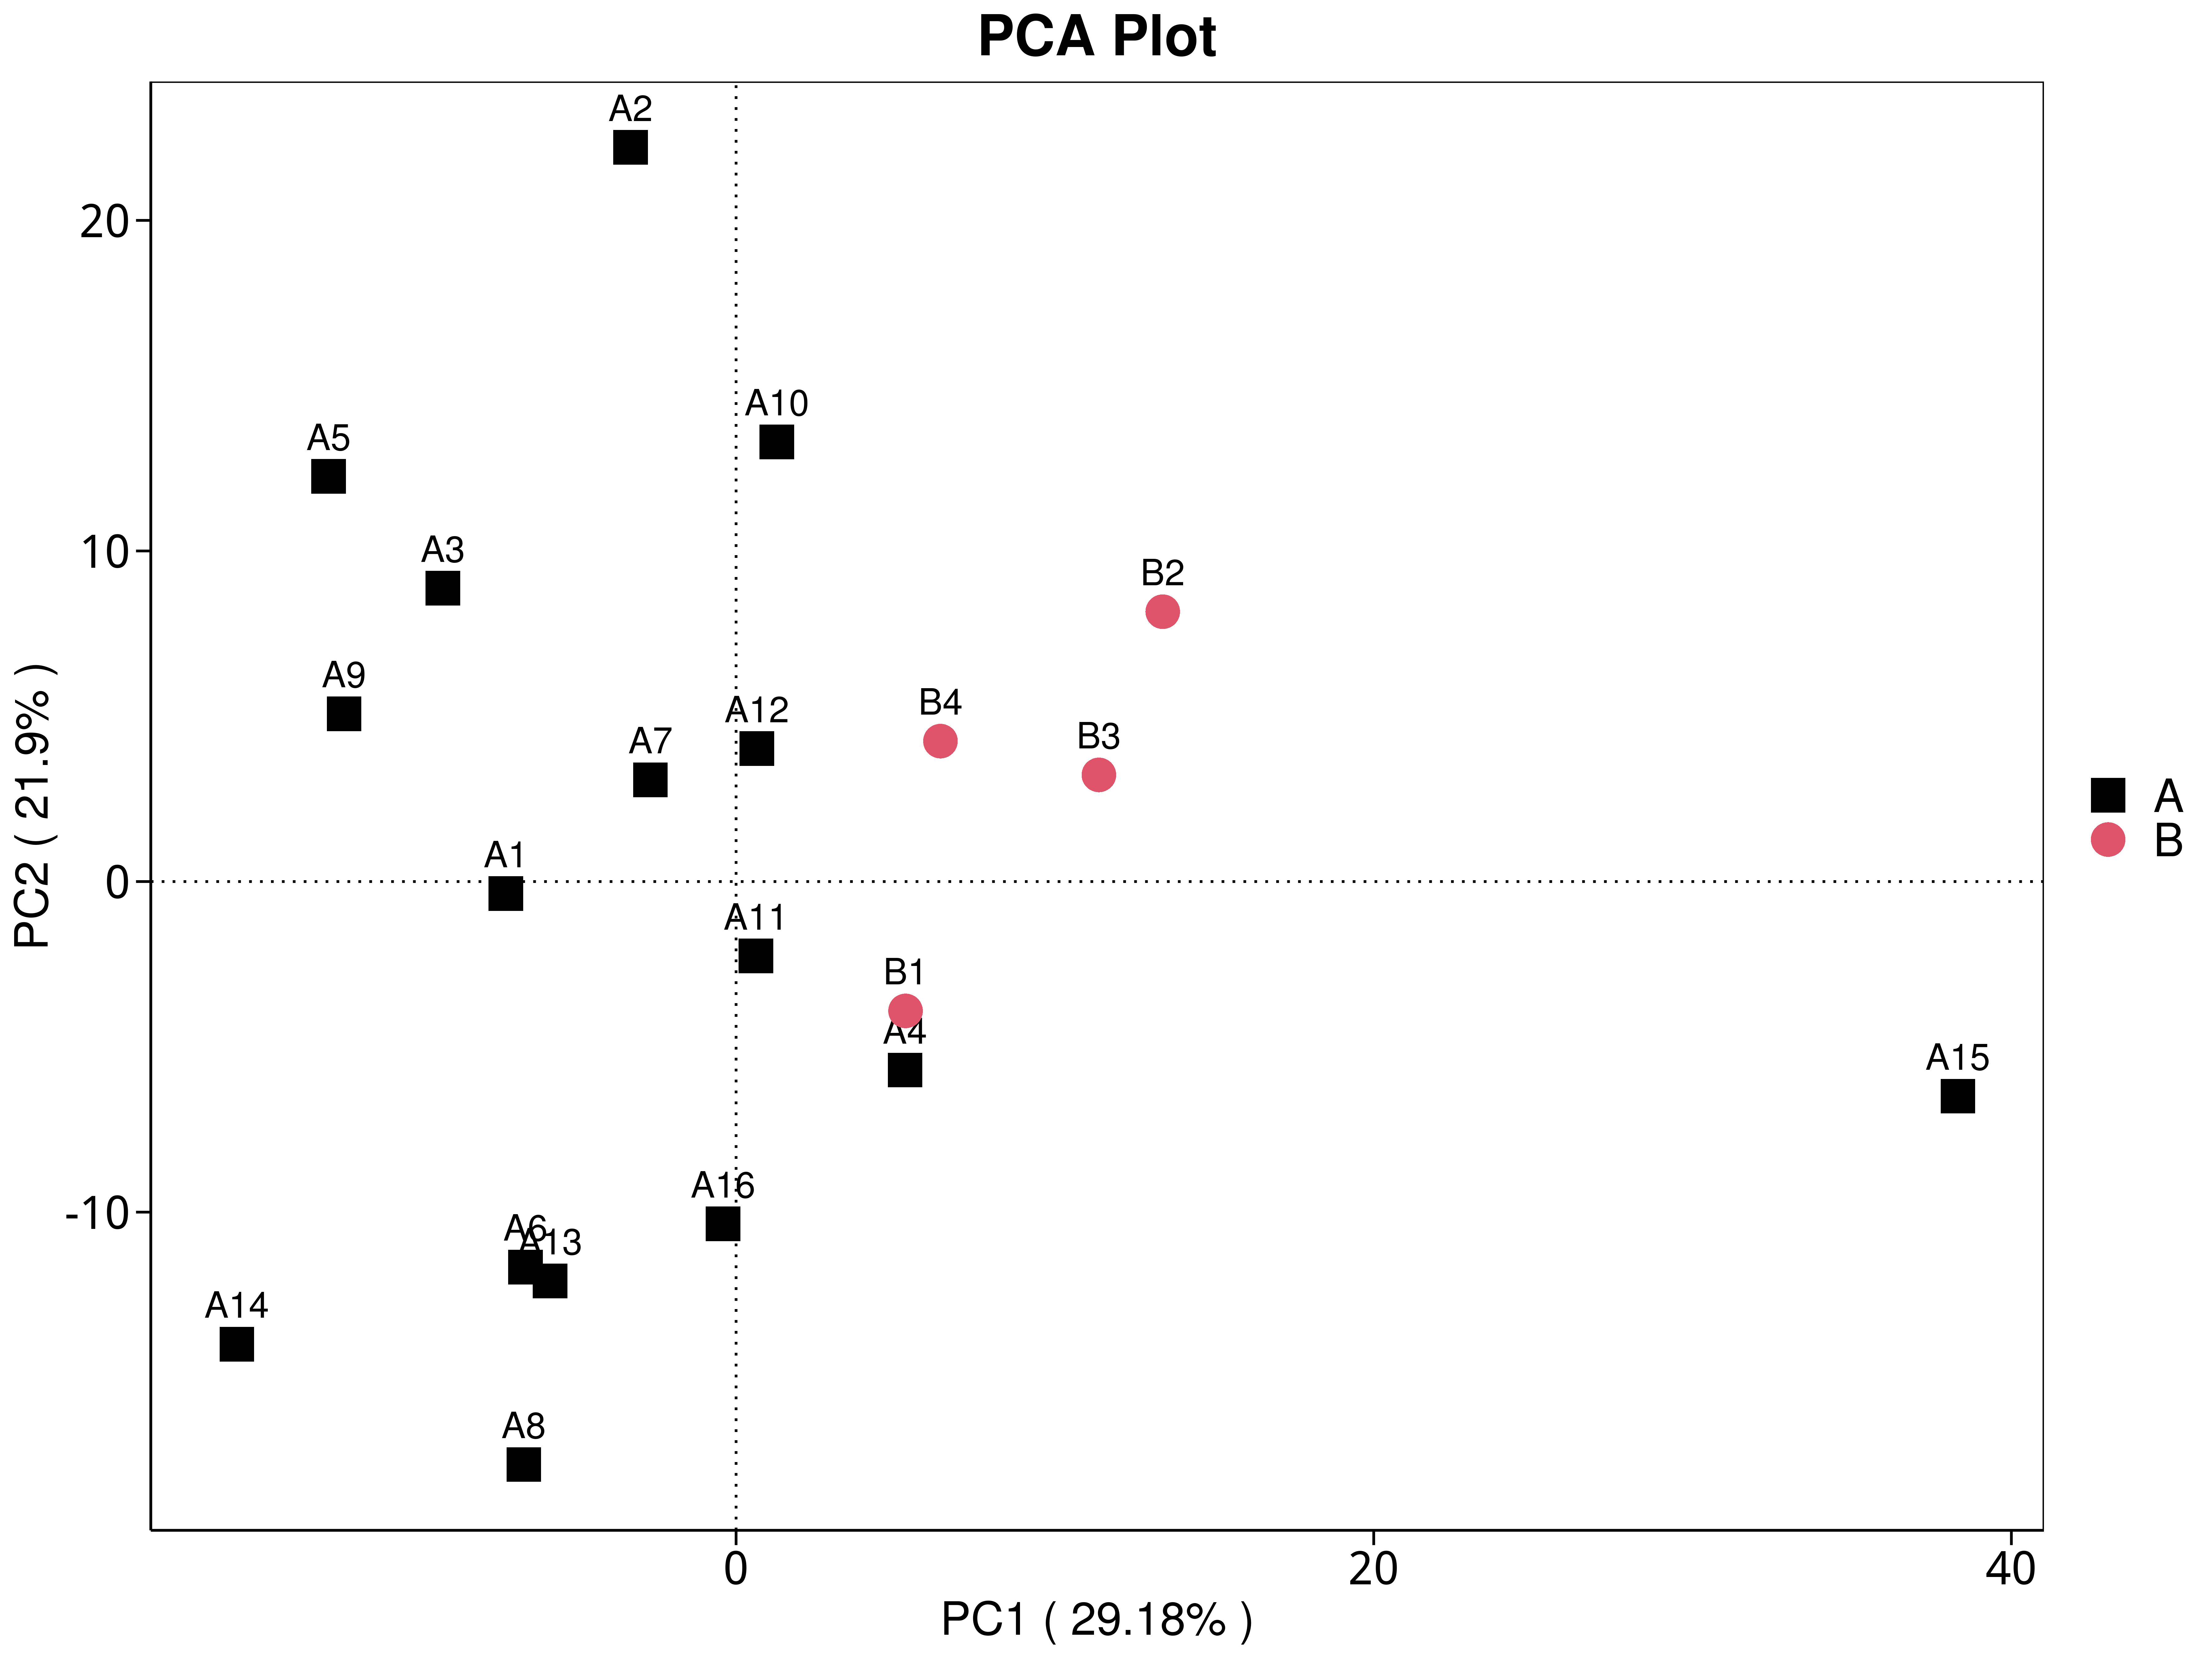 PCA Plot
A2
20
A10
A5
A3
10
B2
A9
B4
A12
B3
A7
A
B
A1
0
A11
B1
A4
A15
A16
-10
A6
A13
A14
A8
0
20
40
PC1 ( 29.18% )
PC2 ( 21.9% )